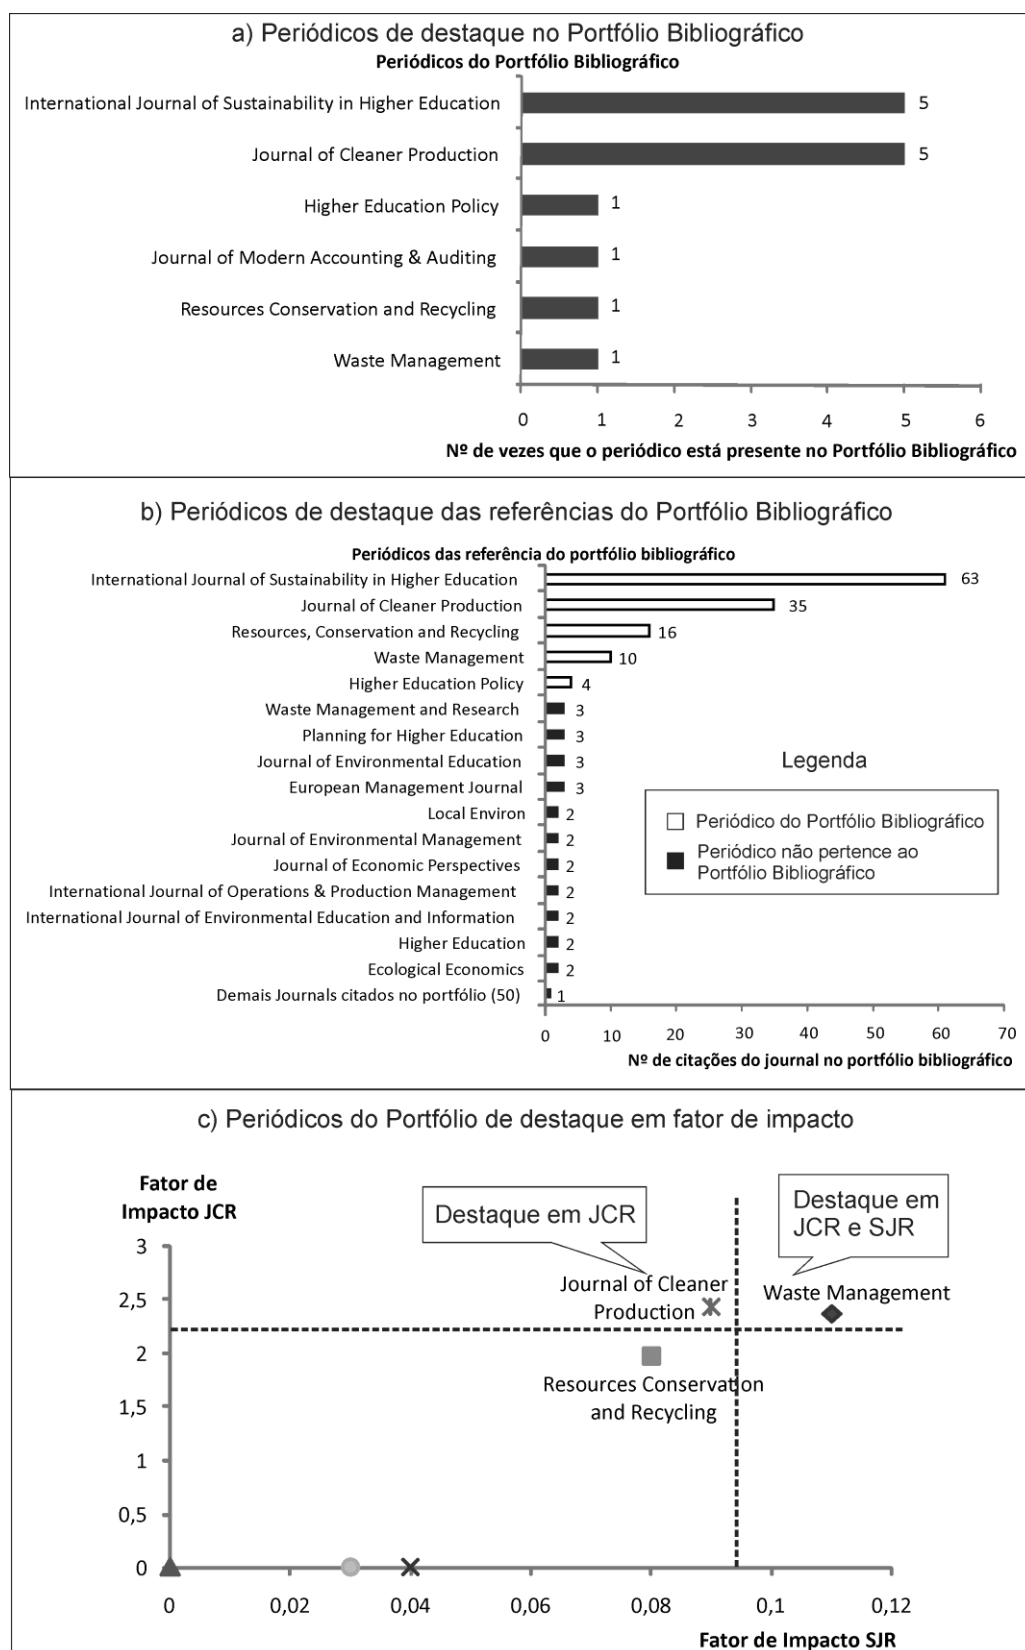 a) Periódicos de destaque no Portfólio Bibliográfico
Periódicos do Portfólio Bibliográfico
International Journal of Sustainability in Higher Education 5
Journal of Cleaner Production 5
Higher Education Policy 1
Journal of Modern Accounting & Auditing 1
Resources Conservation and Recycling 1
Waste Management 1
0 1 2 3 4 5 6
Nº de vezes que o periódico está presente no Portfólio Bibliográfico
b) Periódicos de destaque das referências do Portfólio Bibliográfico
Periódicos das referência do portfólio bibliográfico
International Journal of Sustainability in Higher Education 63
Journal of Cleaner Production 35
Resources, Conservation and Recycling 16
Waste Management 10
Higher Education Policy 4
Waste Management and Research 3
Planning for Higher Education 3
Journal of Environmental Education 3
European Management Journal 3
Local Environ 2
Journal of Environmental Management 2
Journal of Economic Perspectives 2
International Journal of Operations & Production Management 2
International Journal of Environmental Education and Information 2
Higher Education 2
Ecological Economics 2
Demais Journals citados no portfólio (50) 1
0 10 20 30 40 50 60 70
Nº de citações do journal no portfólio bibliográfico
Legenda
Periódico do Portfólio Bibliográfico
Periódico não pertence ao
Portfólio Bibliográfico
c) Periódicos do Portfólio de destaque em fator de impacto
Fator de
Impacto JCR
Destaque em JCR
Destaque em
JCR e SJR
3
2,5
2
1,5
1
0,5
0
Journal of Cleaner
Production
Waste Management
Resources Conservation
and Recycling
0 0,02 0,04 0,06 0,08 0,1 0,12
Fator de Impacto SJR